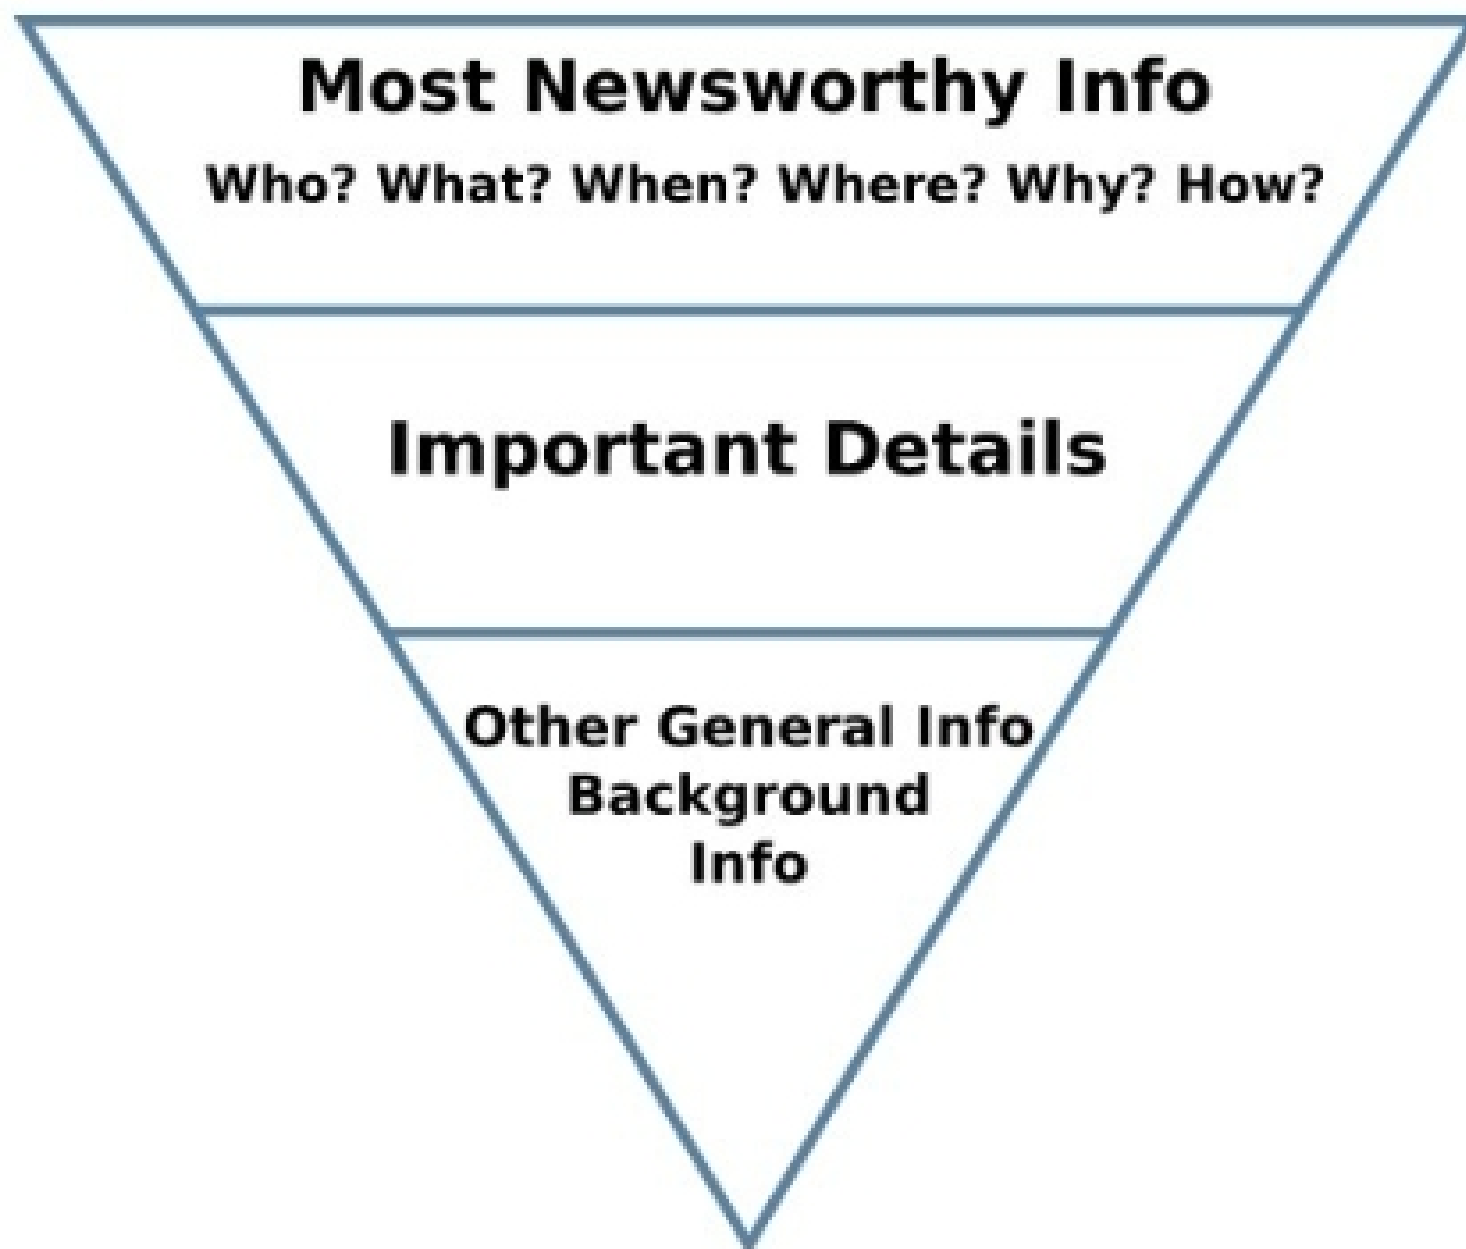 Most Newsworthy Info
Who? What? When? Where? Why? How?
Important Details
Other General Info
Background
Info